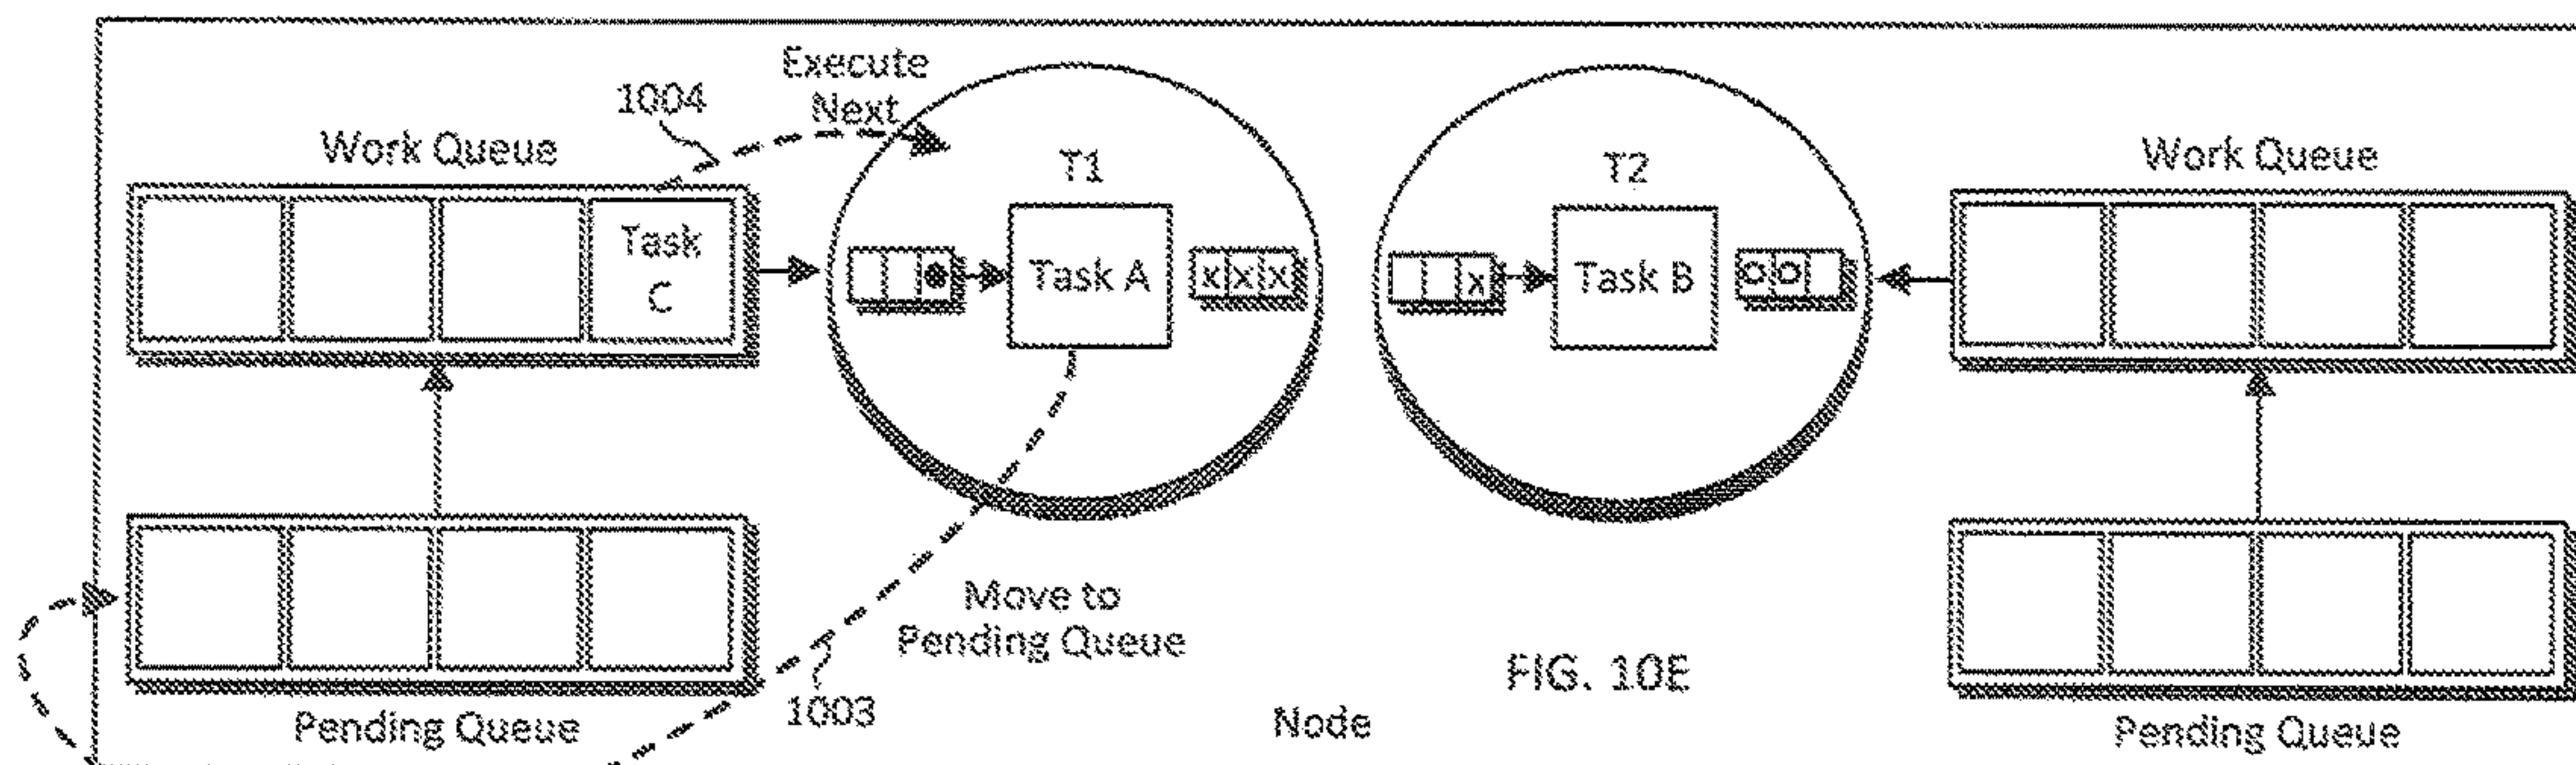 Execute
Next
1004
Work Queue
T1
T2
Work Queue
Task
C
Task A
x x x
x
Task B
O O
Move to
Pending Queue
1003
FIG. 10E
Pending Queue
Node
Pending Queue